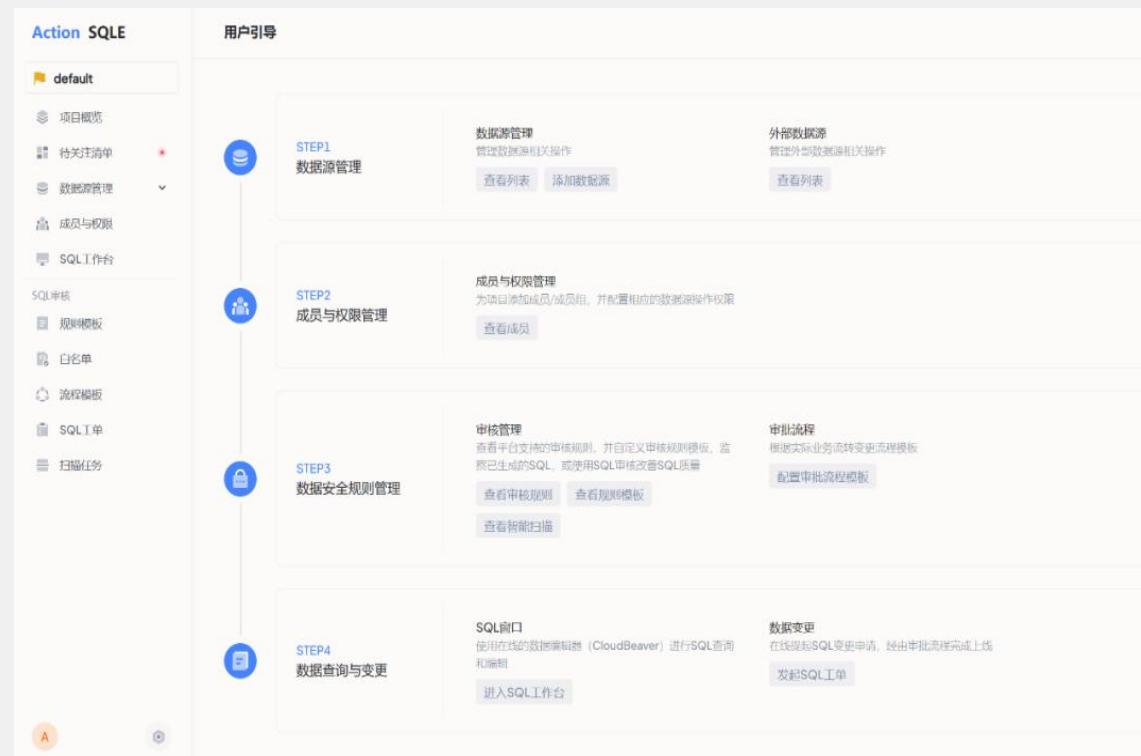 Action SQLE
default
项目概览
待关注清单
数据源管理
成员与权限
SQL工作台
SQL审核
规则模板
白名单
流程模板
SQL工单
扫描任务
A
用户引导
STEP1
数据源管理
数据源管理
管理数据源相关操作
查看列表 添加数据源
外部数据源
管理外部数据源相关操作
查看列表
STEP2
成员与权限管理
成员与权限管理
为项目添加成员/成员组，并配置相应的数据源操作权限
查看成员
STEP3
数据安全规则管理
审核管理
查看平台支持的审核规则，并自定义审核规则模板，监
察已生成的SQL，或使用SQL审核改善SQL质量
查看审核规则 查看规则模板
查看智能扫描
审批流程
根据实际业务流转变更流程模板
配置审批流程模板
STEP4
数据查询与变更
SQL窗口
使用在线的数据编辑器（CloudBeaver）进行SQL查询
和编辑
进入SQL工作台
数据变更
在线提起SQL变更申请，经由审批流程完成上线
发起SQL工单